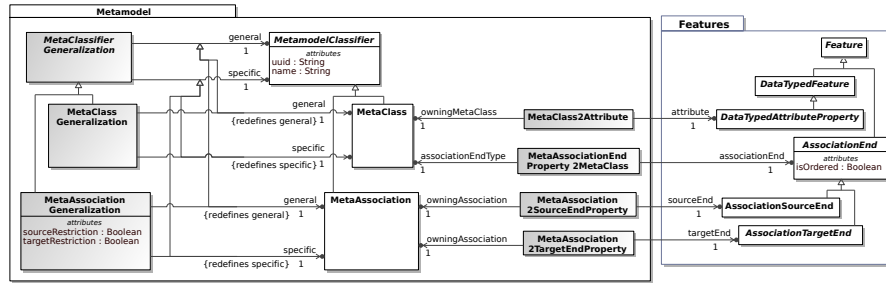 Metamodel
MetaClassifier
Generalization
general
1
specific
1
MetamodelClassifier
attributes
uuid : String
name : String
MetaClass
Generalization
general
{redefines general} 1
specific
{redefines specific} 1
MetaClass
owningMetaClass
1
MetaClass2Attribute
associationEndType
1
MetaAssociationEnd
Property 2MetaClass
MetaAssociation
Generalization
attributes
sourceRestriction : Boolean
targetRestriction : Boolean
general
{redefines general} 1
specific
{redefines specific} 1
MetaAssociation
owningAssociation
1
MetaAssociation
2SourceEndProperty
owningAssociation
1
MetaAssociation
2TargetEndProperty
Features
Feature
DataTypedFeature
attribute
1
DataTypedAttributeProperty
associationEnd
1
AssociationEnd
attributes
isOrdered : Boolean
sourceEnd
1
AssociationSourceEnd
targetEnd
1
AssociationTargetEnd